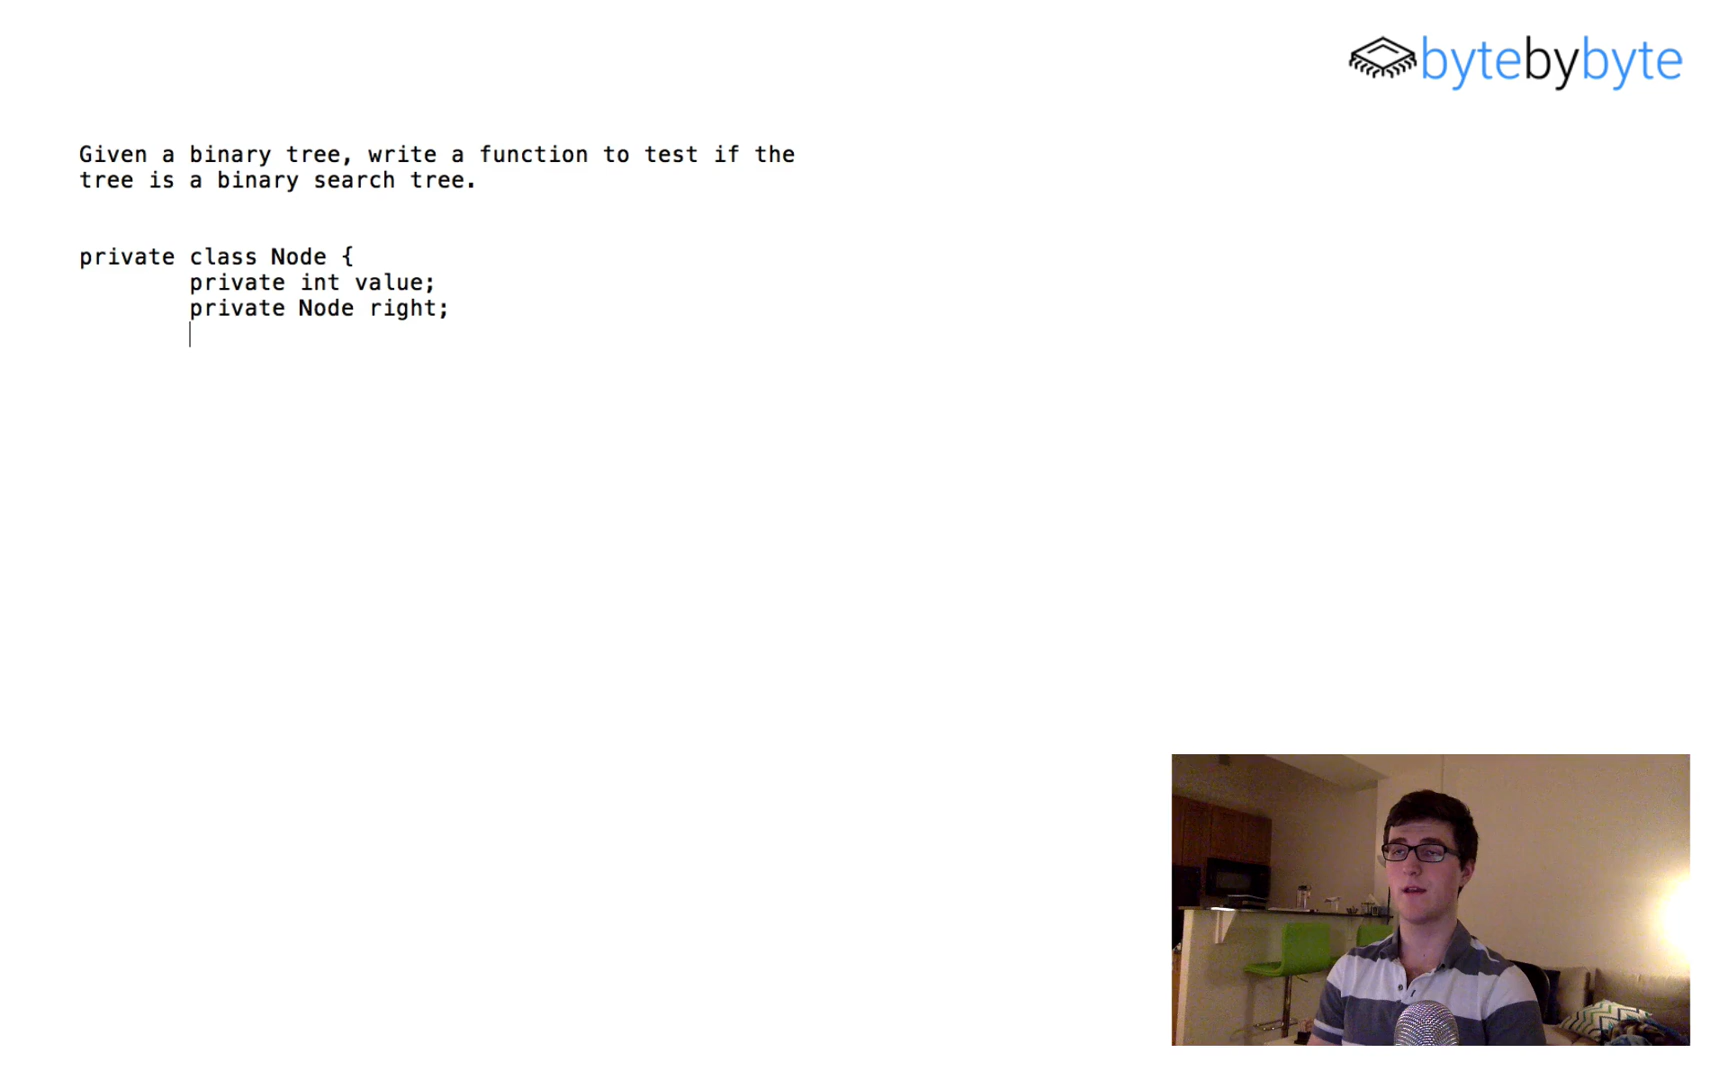 bytebybyte
Given a binary tree, write a function to test if the
tree is a binary search tree.
private class Node {
private int value;
private Node right;